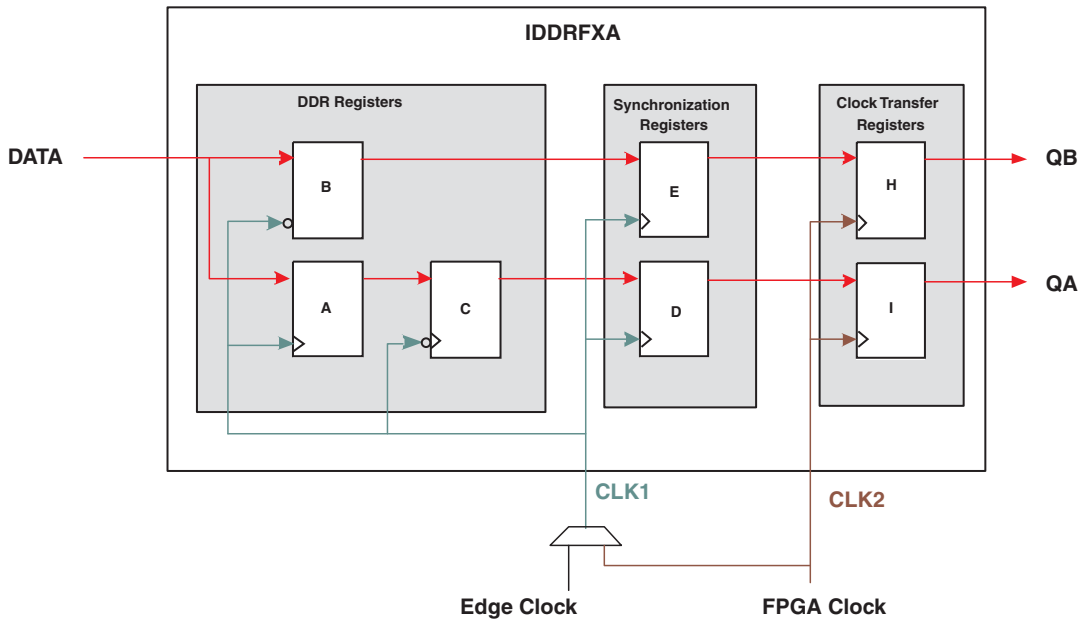 IDDRFXA
DDR Registers
Synchronization
Registers
Clock Transfer
Registers
DATA
B
E
H
QB
A
C
D
I
QA
CLK1
CLK2
Edge Clock
FPGA Clock